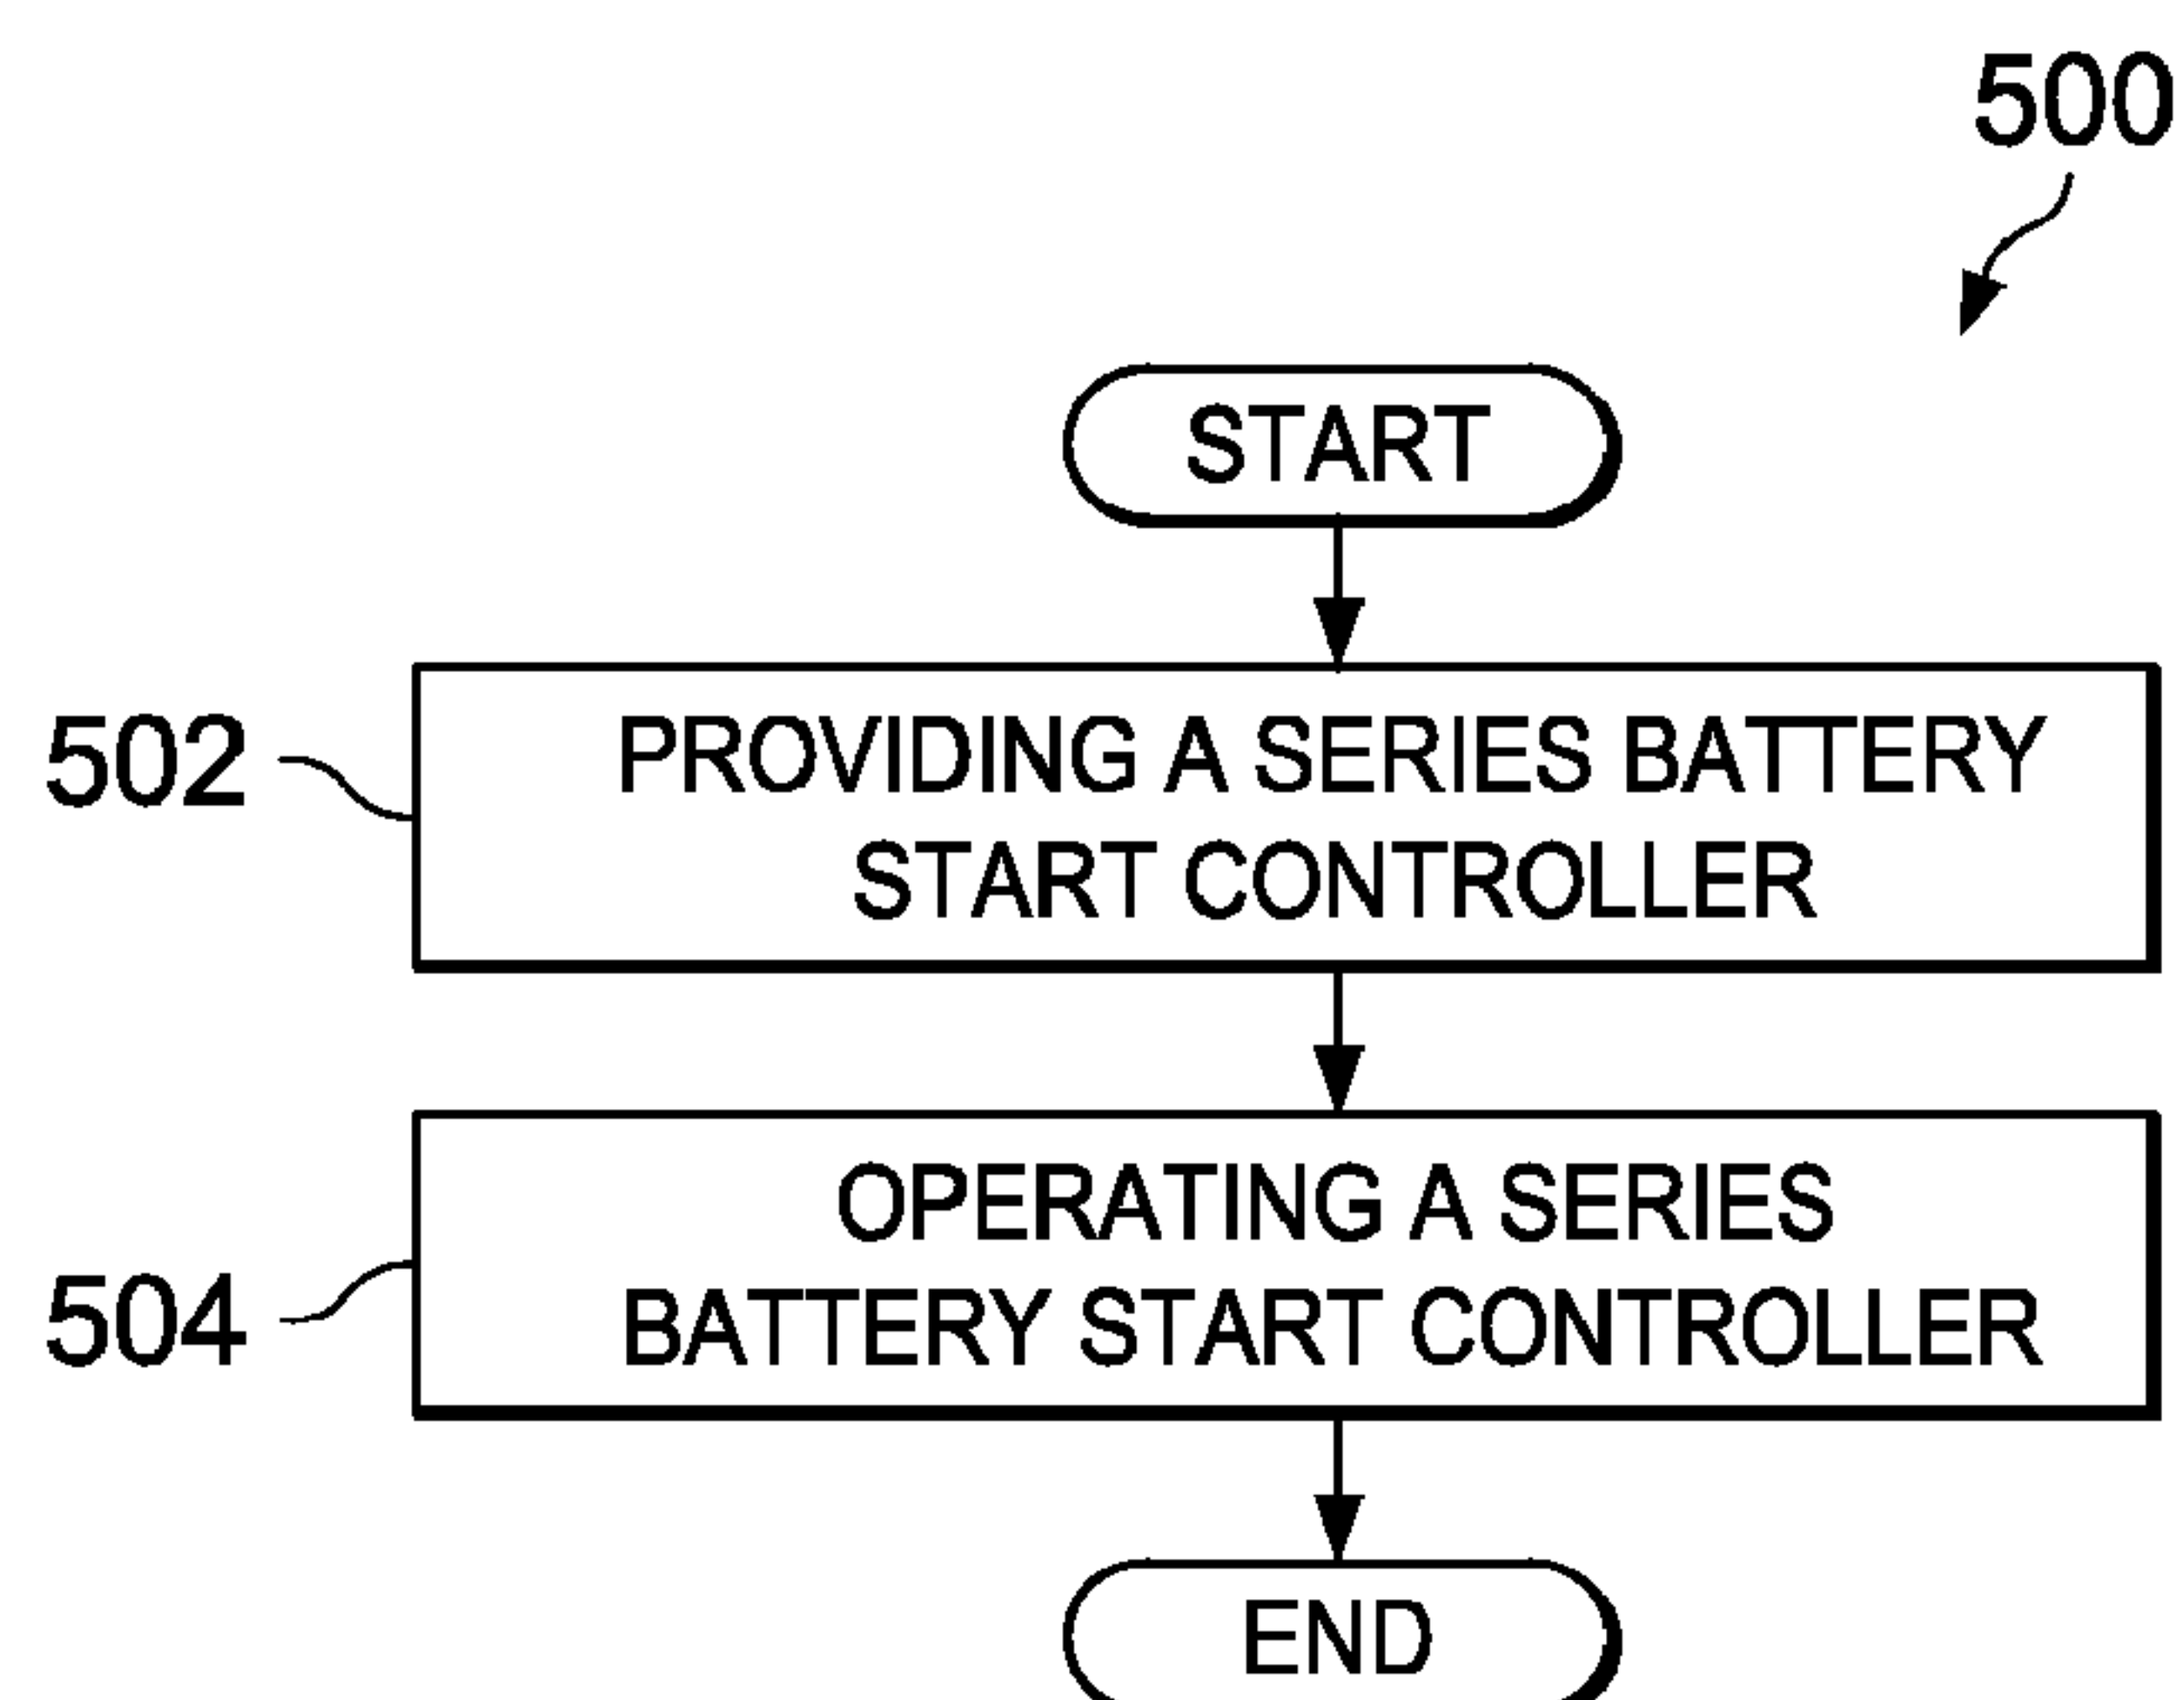 500
START
502
PROVIDING A SERIES BATTERY
START CONTROLLER
OPERATING A SERIES
504
BATTERY START CONTROLLER
END